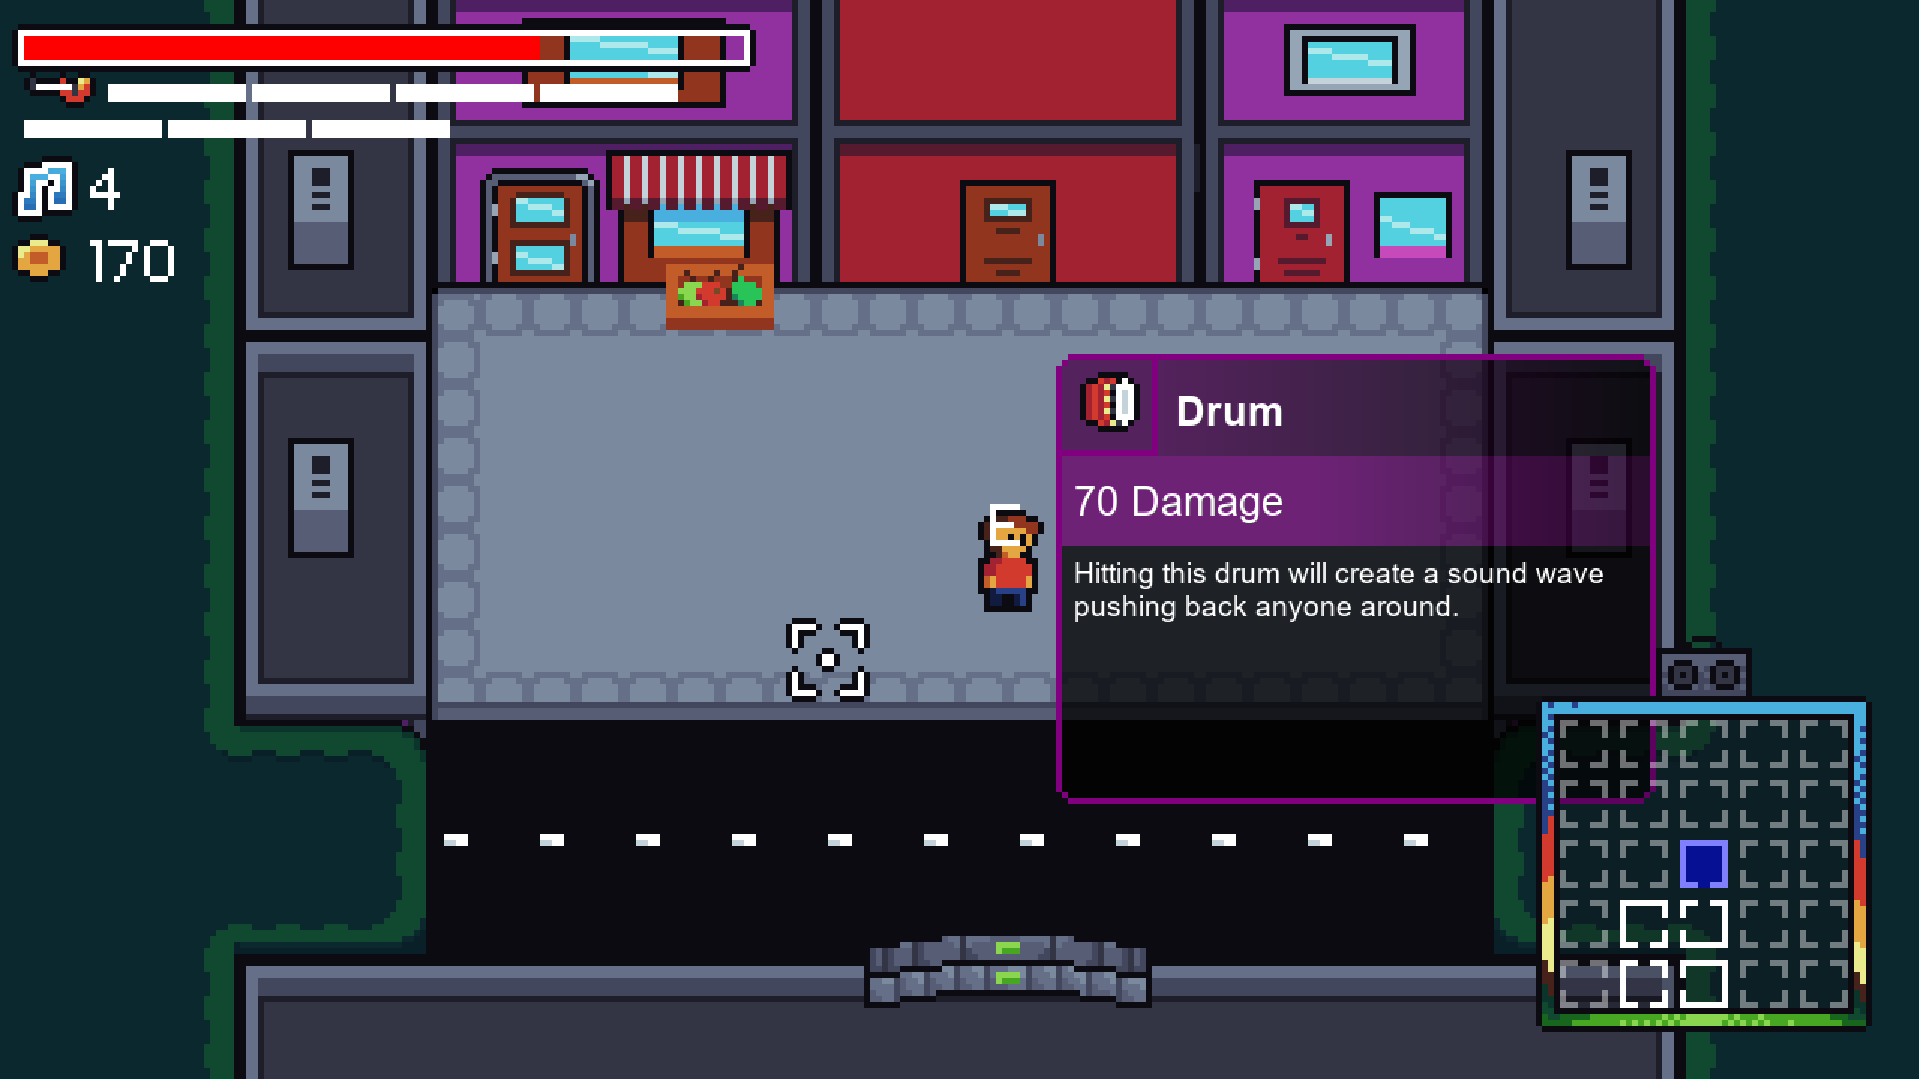 4
170
Drum
70 Damage
Hitting this drum will create a sound wave
pushing back anyone around.